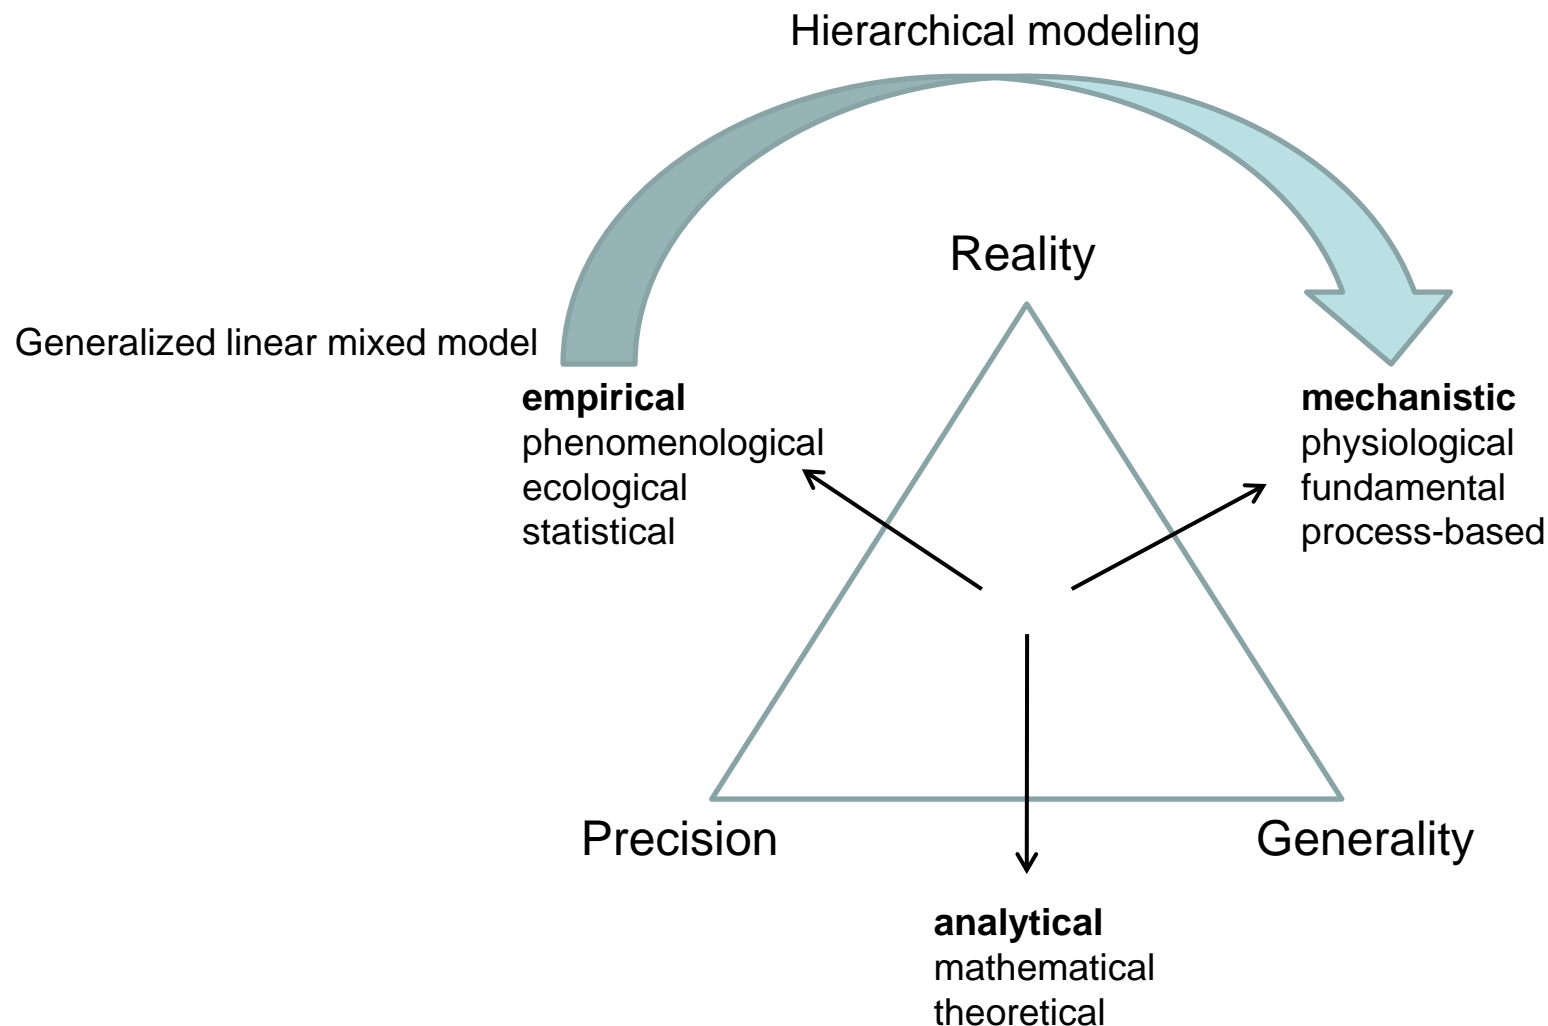 Hierarchical modeling
Reality
Generalized linear mixed model
empirical
phenomenological
ecological
statistical
mechanistic
physiological
fundamental
process-based
Precision
Generality
analytical
mathematical
theoretical